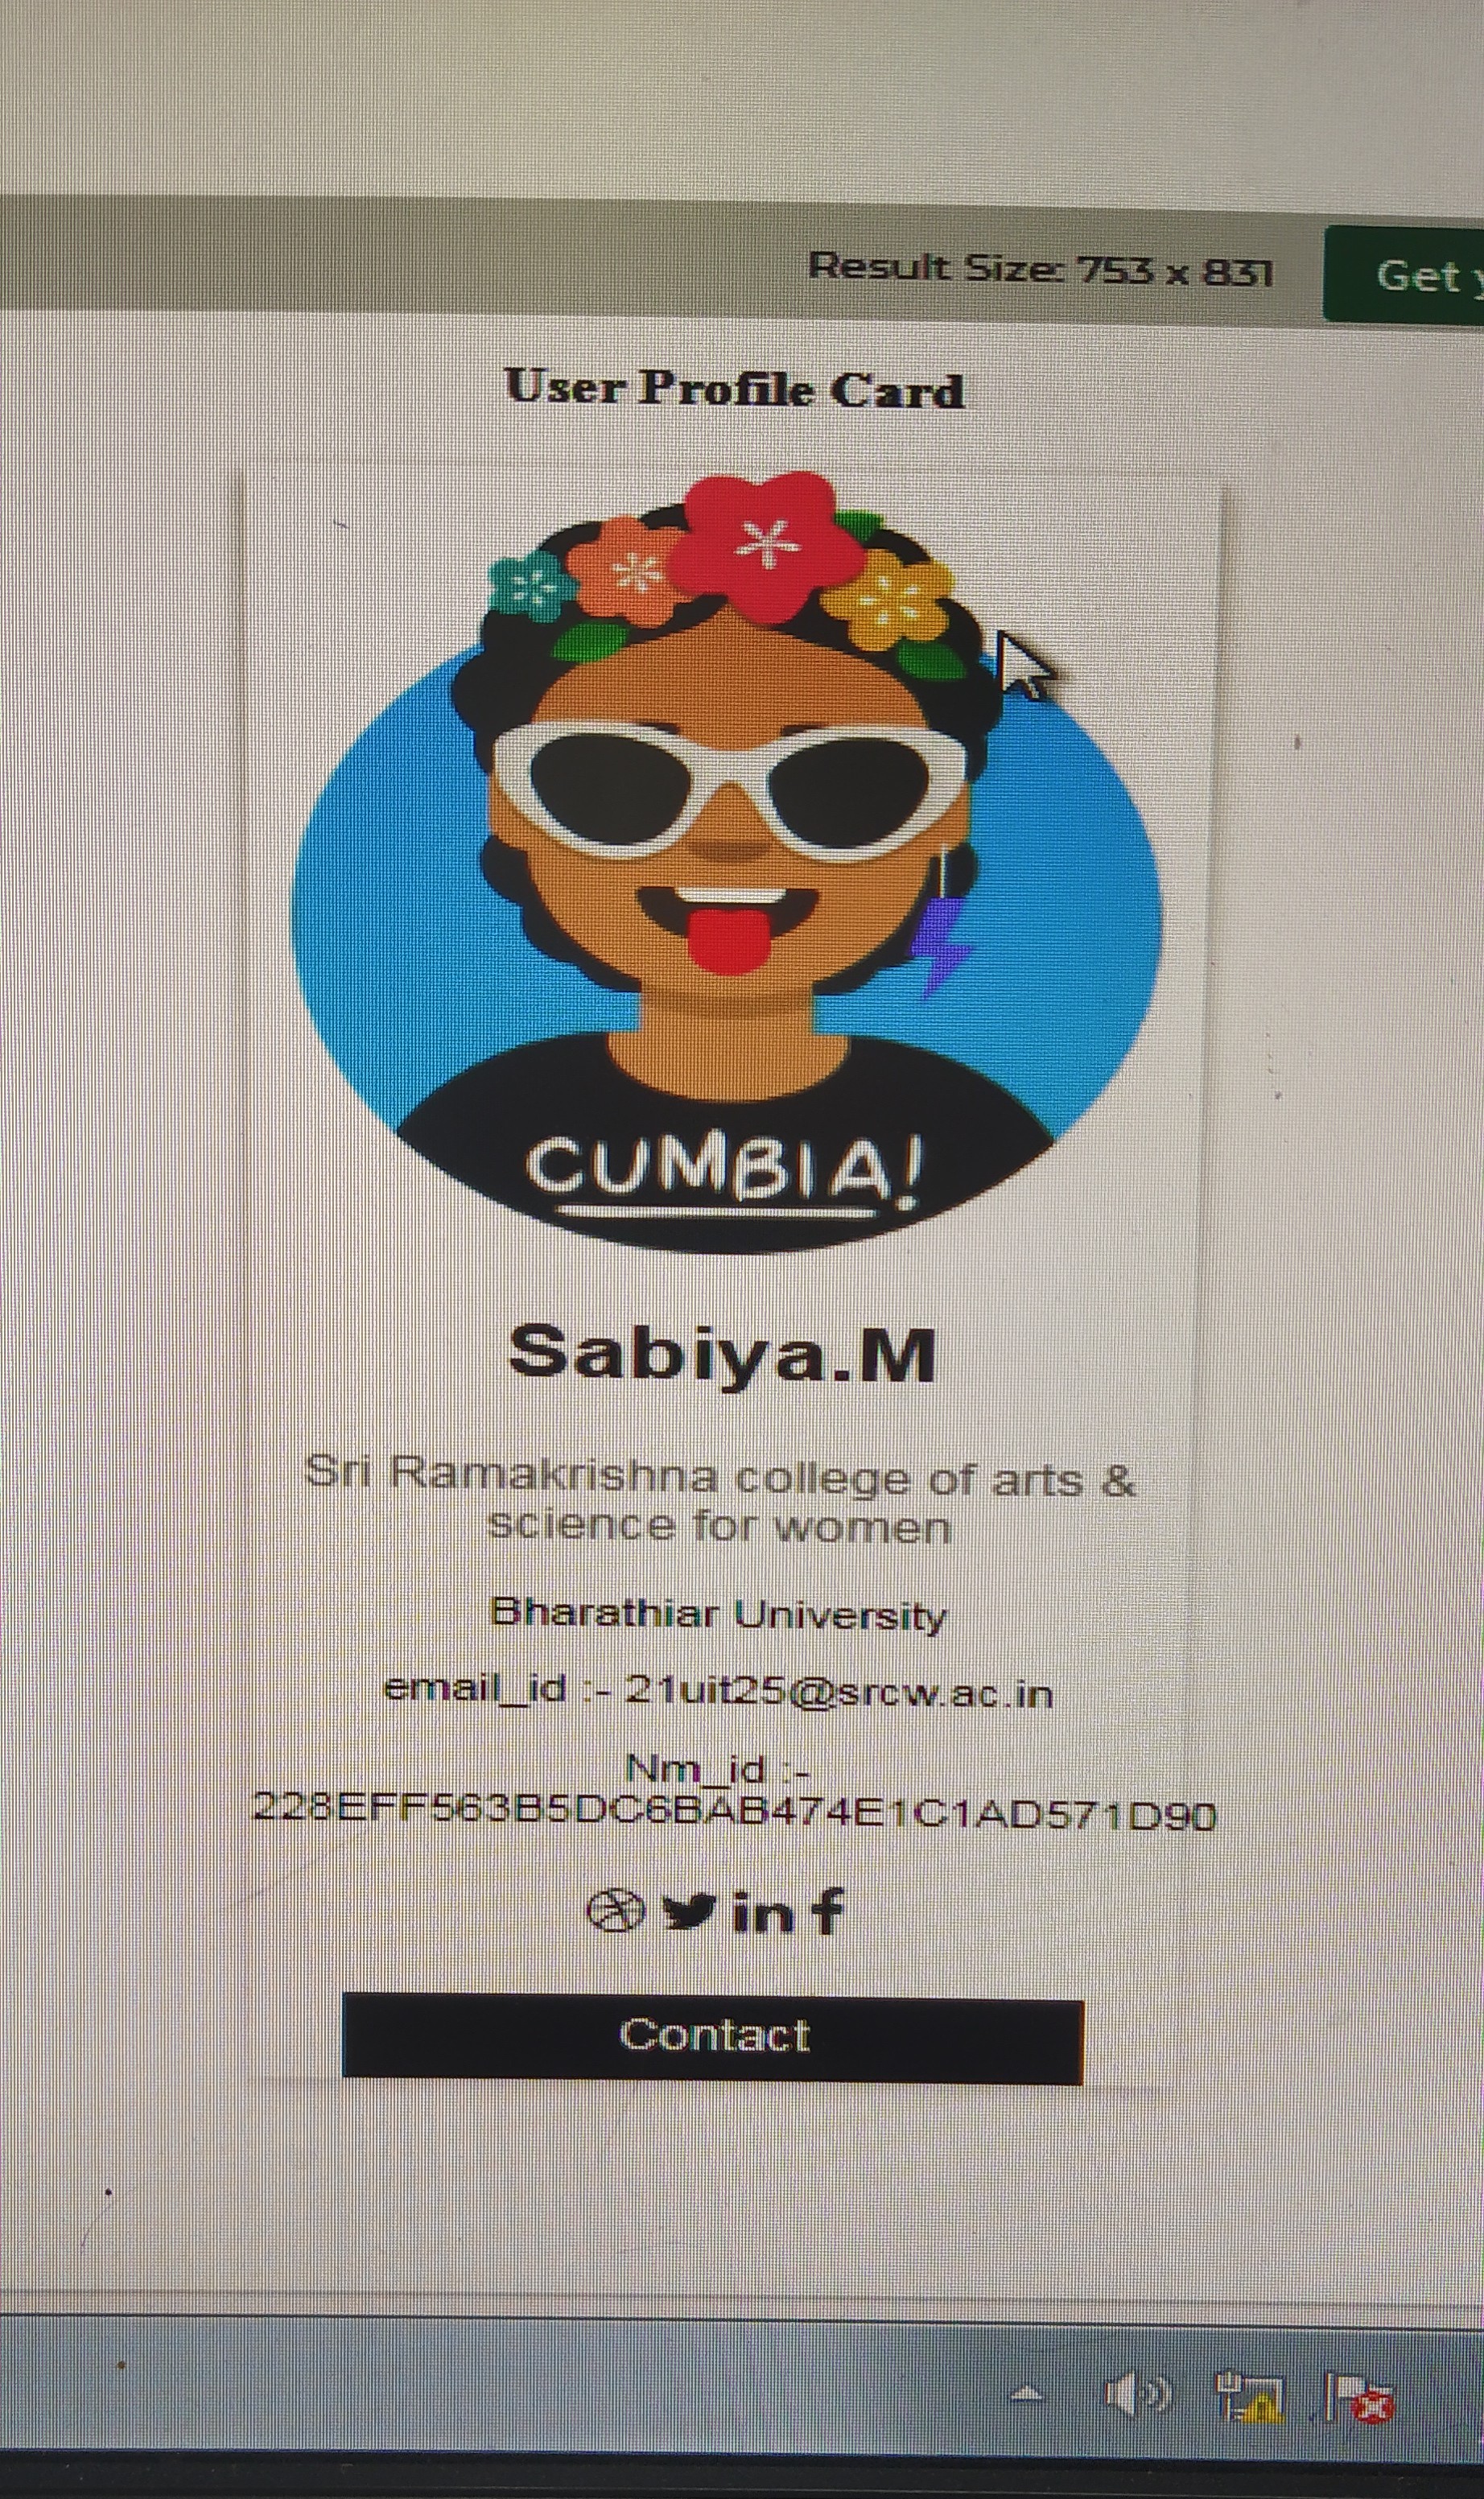 Result Size: 753 x 831
Get
User Profile Card
CUMBIA!
Sabiya.M
Sri Ramakrishna college of arts &
science for women
Bharathiar University
email_id :- 21uit25@srcw.ac.in
Nm_id :-
228EFF563B5DC6BAB474E1C1AD571D90
in f
Contact